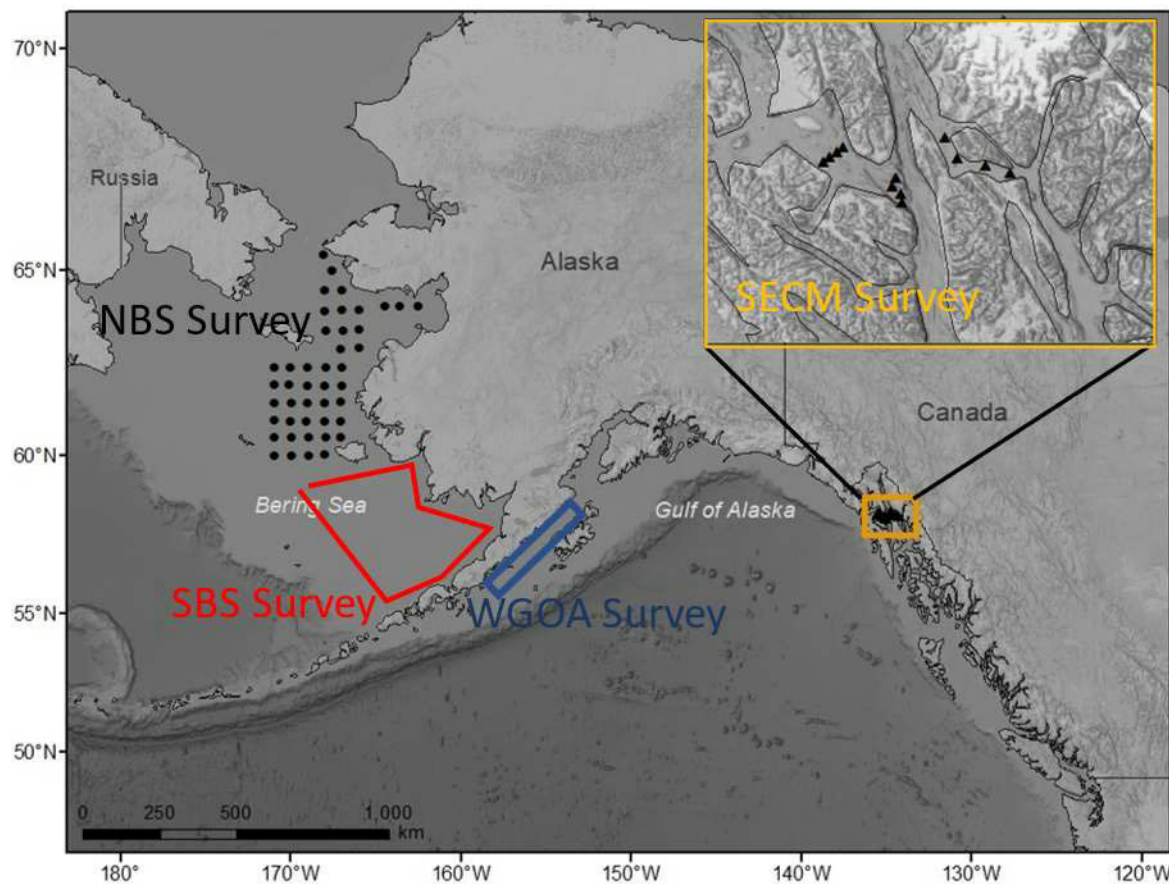 70°N
Russia
65°N
Alaska
NBS Survey
SECM Survey
Canada
60°N
Bering Sea
Gulf of Alaska
SBS Survey
WGOA Survey
55°N
50°N
0 250 500 1,000
km
180° 170°W 160°W 150°W 140°W 130°W 120°W